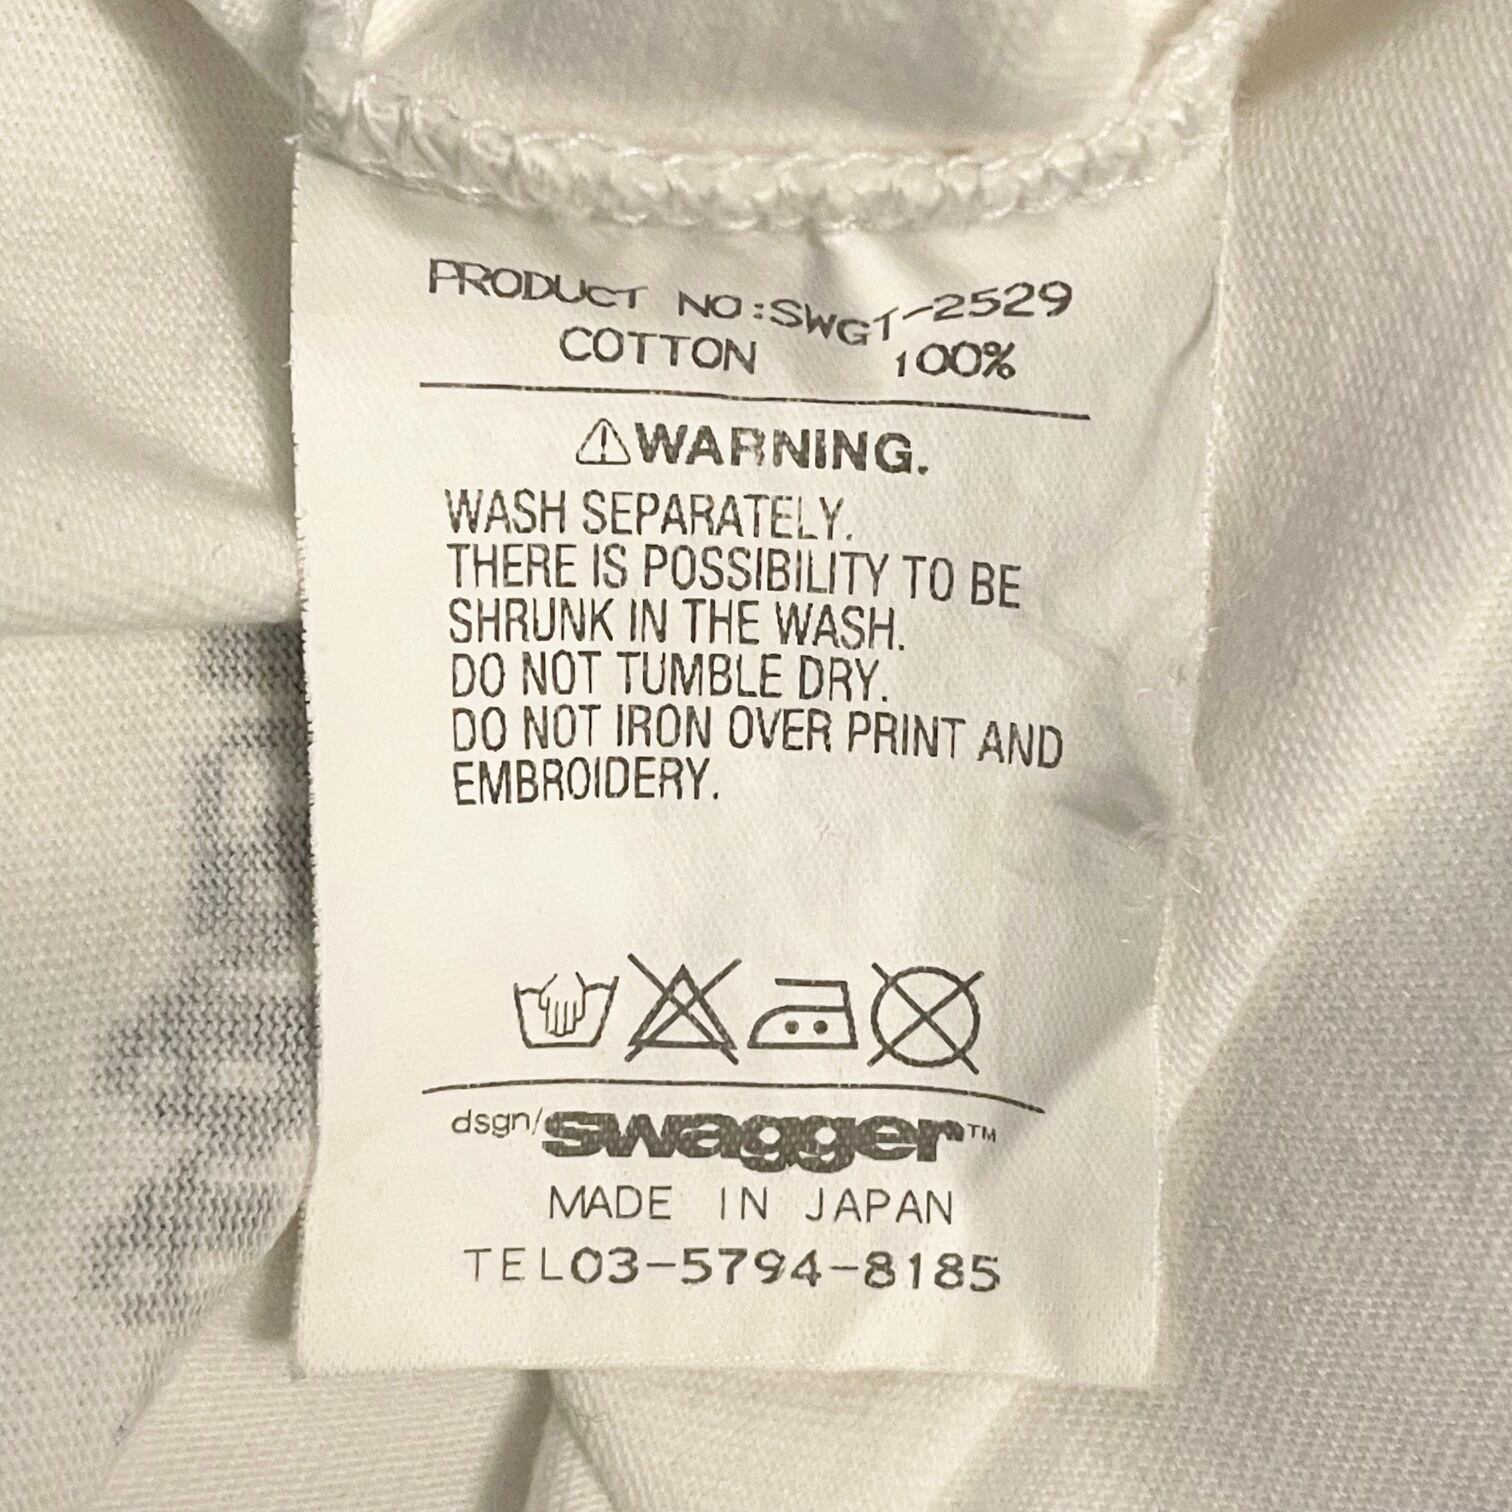 PRODUCT NO:SWGT-2529
COTTON 100%
⚠WARNING.
WASH SEPARATELY.
THERE IS POSSIBILITY TO BE
SHRUNK IN THE WASH.
DO NOT TUMBLE DRY.
DO NOT IRON OVER PRINT AND
EMBROIDERY.
dsgn/swagger™
MADE IN JAPAN
TEL03-5794-8185